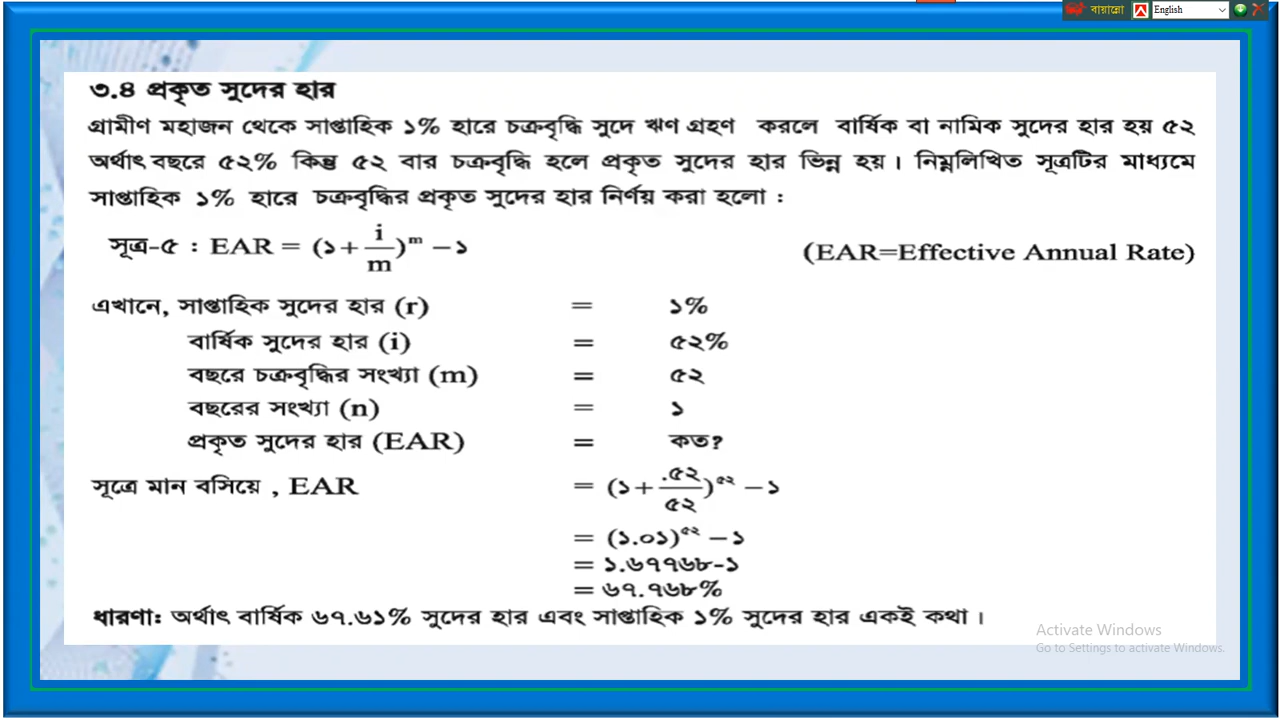 বায়ান্নো English
৩.৪ প্রকৃত সুদের হার
গ্রামীণ মহাজন থেকে সাপ্তাহিক ১% হারে চক্রবৃদ্ধি সুদে ঋণ গ্রহণ করলে বার্ষিক বা নামিক সুদের হার হয় ৫২
অর্থাৎ বছরে ৫২% কিন্তু ৫২ বার চক্রবৃদ্ধি হলে প্রকৃত সুদের হার ভিন্ন হয়। নিম্নলিখিত সূত্রটির মাধ্যমে
সাপ্তাহিক ১% হারে চক্রবৃদ্ধির প্রকৃত সুদের হার নির্ণয় করা হলো :
সূত্র-৫ : EAR = (১ + i/m)^m − ১ (EAR=Effective Annual Rate)
এখানে, সাপ্তাহিক সুদের হার (r) = ১%
বার্ষিক সুদের হার (i) = ৫২%
বছরে চক্রবৃদ্ধির সংখ্যা (m) = ৫২
বছরের সংখ্যা (n) = ১
প্রকৃত সুদের হার (EAR) = কত?
সূত্রে মান বসিয়ে , EAR = (১ + .৫২/৫২)^৫২ − ১
= (১.০১)^৫২ − ১
= ১.৬৭৭৬৮-১
= ৬৭.৭৬৮%
ধারণা: অর্থাৎ বার্ষিক ৬৭.৬১% সুদের হার এবং সাপ্তাহিক ১% সুদের হার একই কথা।
Activate Windows
Go to Settings to activate Windows.